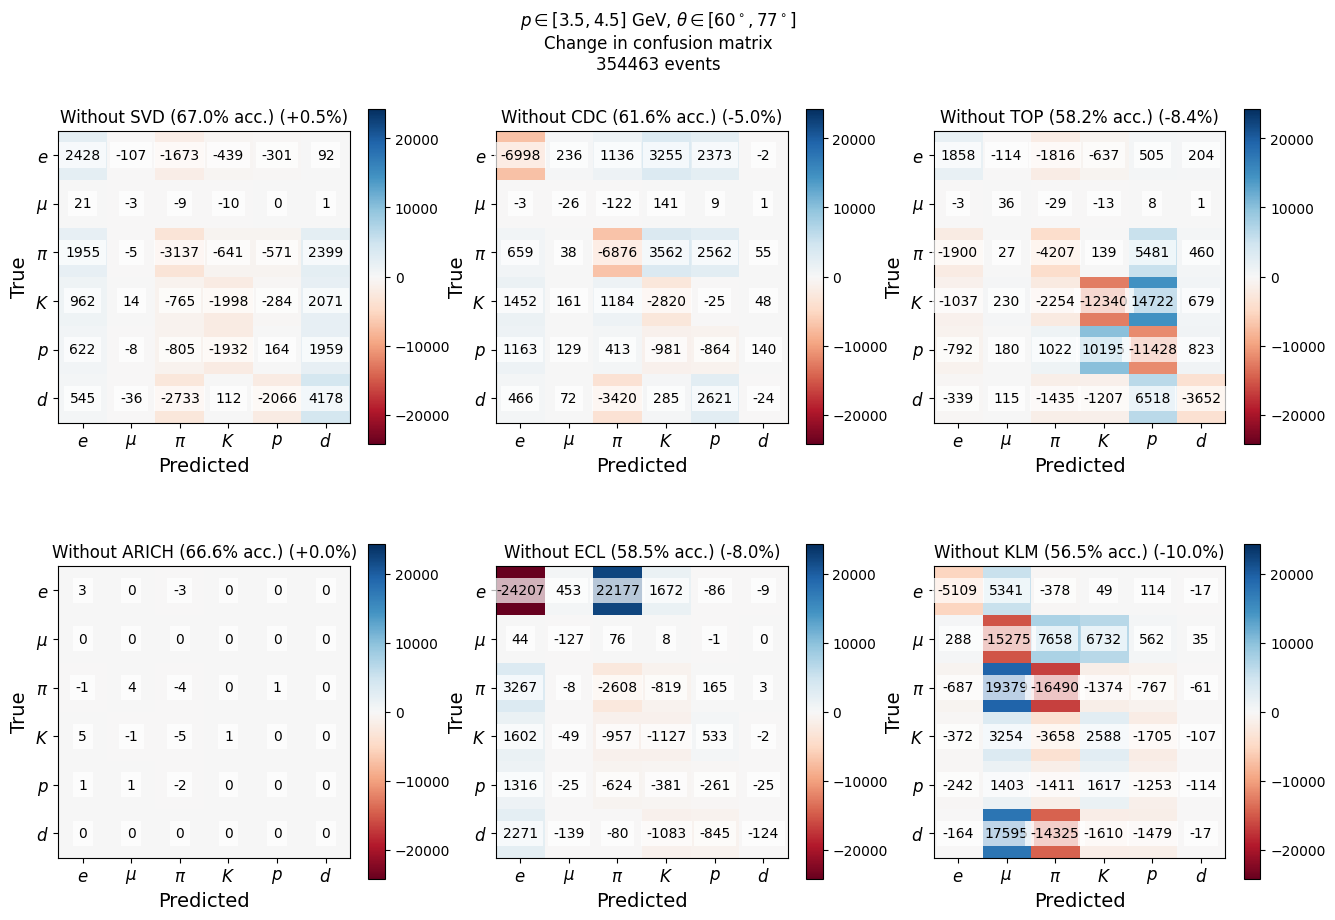 p ∈ [3.5, 4.5] GeV, θ ∈ [60°, 77°]
Change in confusion matrix
354463 events
Without SVD (67.0% acc.) (+0.5%)
True
e 2428 -107 -1673 -439 -301 92
μ 21 -3 -9 -10 0 1
π 1955 -5 -3137 -641 -571 2399
K 962 14 -765 -1998 -284 2071
p 622 -8 -805 -1932 164 1959
d 545 -36 -2733 112 -2066 4178
e μ π K p d
Predicted
20000
10000
0
−10000
−20000
Without CDC (61.6% acc.) (-5.0%)
True
e -6998 236 1136 3255 2373 -2
μ -3 -26 -122 141 9 1
π 659 38 -6876 3562 2562 55
K 1452 161 1184 -2820 -25 48
p 1163 129 413 -981 -864 140
d 466 72 -3420 285 2621 -24
e μ π K p d
Predicted
20000
10000
0
−10000
−20000
Without TOP (58.2% acc.) (-8.4%)
True
e 1858 -114 -1816 -637 505 204
μ -3 36 -29 -13 8 1
π -1900 27 -4207 139 5481 460
K -1037 230 -2254 -12340 14722 679
p -792 180 1022 10195 -11428 823
d -339 115 -1435 -1207 6518 -3652
e μ π K p d
Predicted
20000
10000
0
−10000
−20000
Without ARICH (66.6% acc.) (+0.0%)
True
e 3 0 -3 0 0 0
μ 0 0 0 0 0 0
π -1 4 -4 0 1 0
K 5 -1 -5 1 0 0
p 1 1 -2 0 0 0
d 0 0 0 0 0 0
e μ π K p d
Predicted
20000
10000
0
−10000
−20000
Without ECL (58.5% acc.) (-8.0%)
True
e -24207 453 22177 1672 -86 -9
μ 44 -127 76 8 -1 0
π 3267 -8 -2608 -819 165 3
K 1602 -49 -957 -1127 533 -2
p 1316 -25 -624 -381 -261 -25
d 2271 -139 -80 -1083 -845 -124
e μ π K p d
Predicted
20000
10000
0
−10000
−20000
Without KLM (56.5% acc.) (-10.0%)
True
e -5109 5341 -378 49 114 -17
μ 288 -15275 7658 6732 562 35
π -687 19379 -16490 -1374 -767 -61
K -372 3254 -3658 2588 -1705 -107
p -242 1403 -1411 1617 -1253 -114
d -164 17595 -14325 -1610 -1479 -17
e μ π K p d
Predicted
20000
10000
0
−10000
−20000